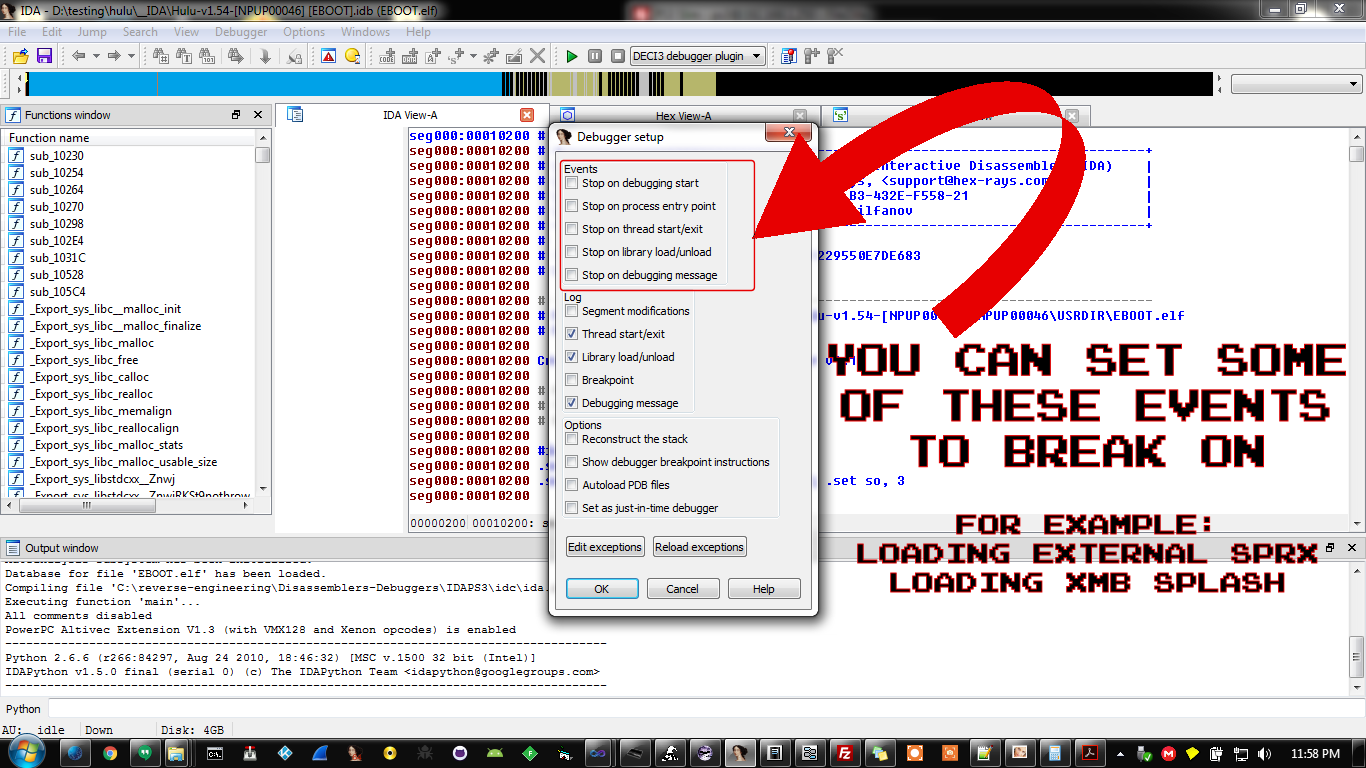 IDA - D:\testing\hulu\__IDA\Hulu-v1.54-[NPUP00046] [EBOOT].idb (EBOOT.elf)
File Edit Jump Search View Debugger Options Windows Help
DECI3 debugger plugin
Functions window
IDA View-A
Hex View-A
Function name
sub_10230
sub_10254
sub_10264
sub_10270
sub_10298
sub_102E4
sub_1031C
sub_10528
sub_105C4
_Export_sys_libc__malloc_init
_Export_sys_libc__malloc_finalize
_Export_sys_libc_malloc
_Export_sys_libc_free
_Export_sys_libc_calloc
_Export_sys_libc_realloc
_Export_sys_libc_memalign
_Export_sys_libc_reallocalign
_Export_sys_libc_malloc_stats
_Export_sys_libc_malloc_usable_size
_Export_sys_libstdcxx__Znwj
_Export_sys_libstdcxx__ZnwjRKSt9nothrow
seg000:00010200 #
seg000:00010200 #
seg000:00010200 # nteractive Disassemble IDA) |
seg000:00010200 # s, <support@hex-rays.com |
seg000:00010200 # B3-432E-F558-21 |
seg000:00010200 # ilfanov |
seg000:00010200 #
seg000:00010200 #
seg000:00010200 # 229550E7DE683
seg000:00010200 #
seg000:00010200
seg000:00010200 #
seg000:00010200 # u-v1.54-[NPUP00 MPUP00046\USRDIR\EBOOT.elf
seg000:00010200 #
seg000:00010200
seg000:00010200
seg000:00010200
seg000:00010200 #
seg000:00010200 #
seg000:00010200 #
seg000:00010200
seg000:00010200
seg000:00010200 .s
seg000:00010200 .s .set so, 3
seg000:00010200
00000200 00010200: s
Debugger setup
Events
Stop on debugging start
Stop on process entry point
Stop on thread start/exit
Stop on library load/unload
Stop on debugging message
Log
Segment modifications
Thread start/exit
Library load/unload
Breakpoint
Debugging message
Options
Reconstruct the stack
Show debugger breakpoint instructions
Autoload PDB files
Set as just-in-time debugger
Edit exceptions Reload exceptions
OK Cancel Help
YOU CAN SET SOME
OF THESE EVENTS
TO BREAK ON
FOR EXAMPLE:
LOADING EXTERNAL SPRX
LOADING XMB SPLASH
Output window
Database for file 'EBOOT.elf' has been loaded.
Compiling file 'C:\reverse-engineering\Disassemblers-Debuggers\IDAPS3\idc\ida.
Executing function 'main'...
All comments disabled
PowerPC Altivec Extension V1.3 (with VMX128 and Xenon opcodes) is enabled
Python 2.6.6 (r266:84297, Aug 24 2010, 18:46:32) [MSC v.1500 32 bit (Intel)]
IDAPython v1.5.0 final (serial 0) (c) The IDAPython Team <idapython@googlegroups.com>
Python
AU: idle Down Disk: 4GB
11:58 PM